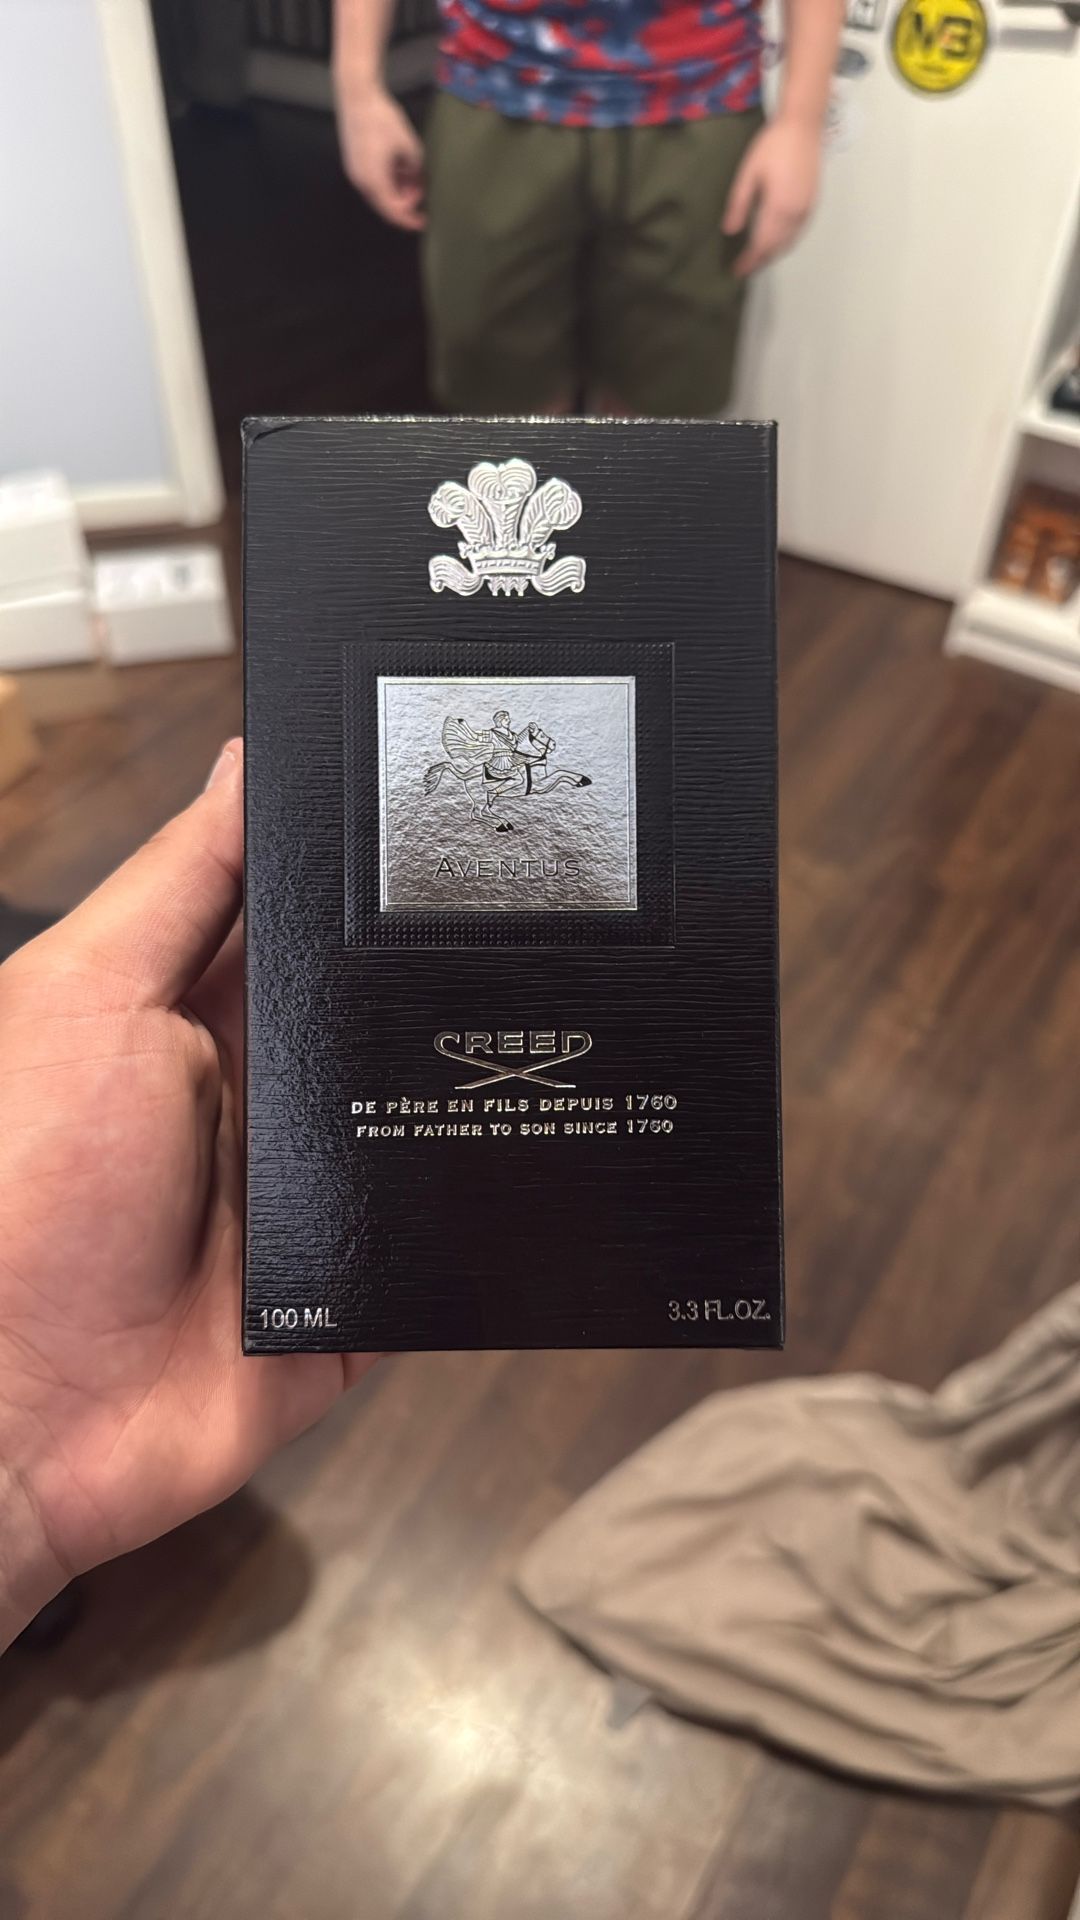 MB
AVENTUS
CREED
DE PÈRE EN FILS DEPUIS 1760
FROM FATHER TO SON SINCE 1760
100 ML
3.3 FL.OZ.